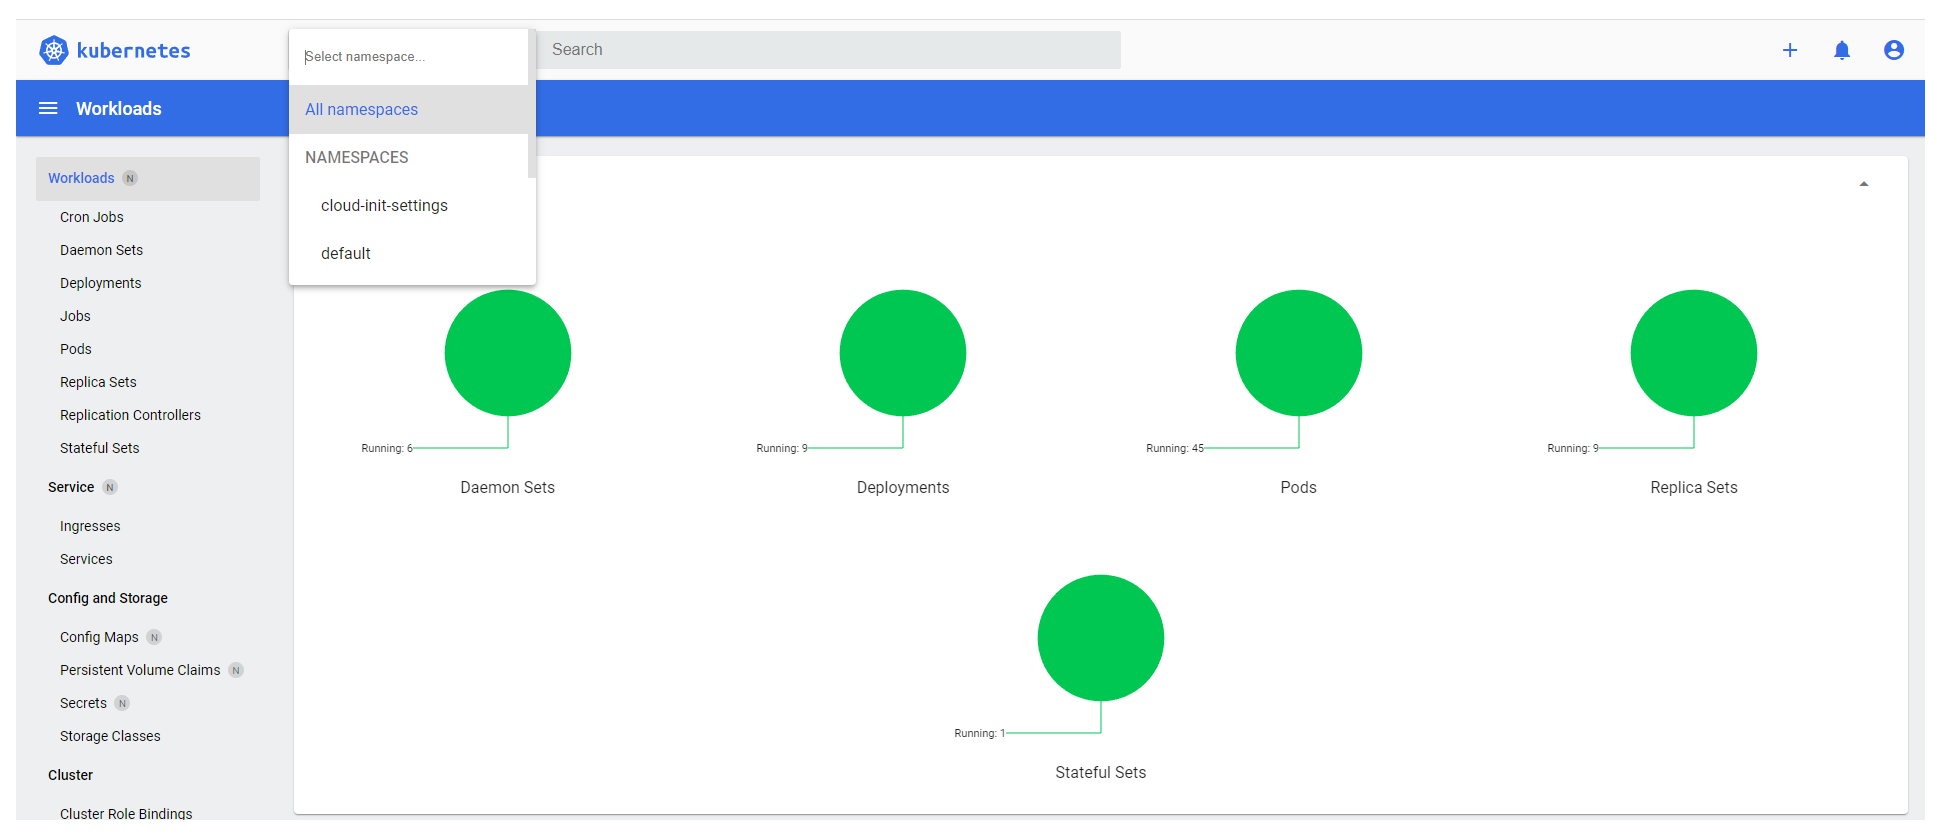 kubernetes
Select namespace...
Search
Workloads
All namespaces
NAMESPACES
cloud-init-settings
default
Workloads N
Cron Jobs
Daemon Sets
Deployments
Jobs
Pods
Replica Sets
Replication Controllers
Stateful Sets
Service N
Ingresses
Services
Config and Storage
Config Maps N
Persistent Volume Claims N
Secrets N
Storage Classes
Cluster
Cluster Role Bindings
Running: 6
Daemon Sets
Running: 9
Deployments
Running: 45
Pods
Running: 9
Replica Sets
Running: 1
Stateful Sets